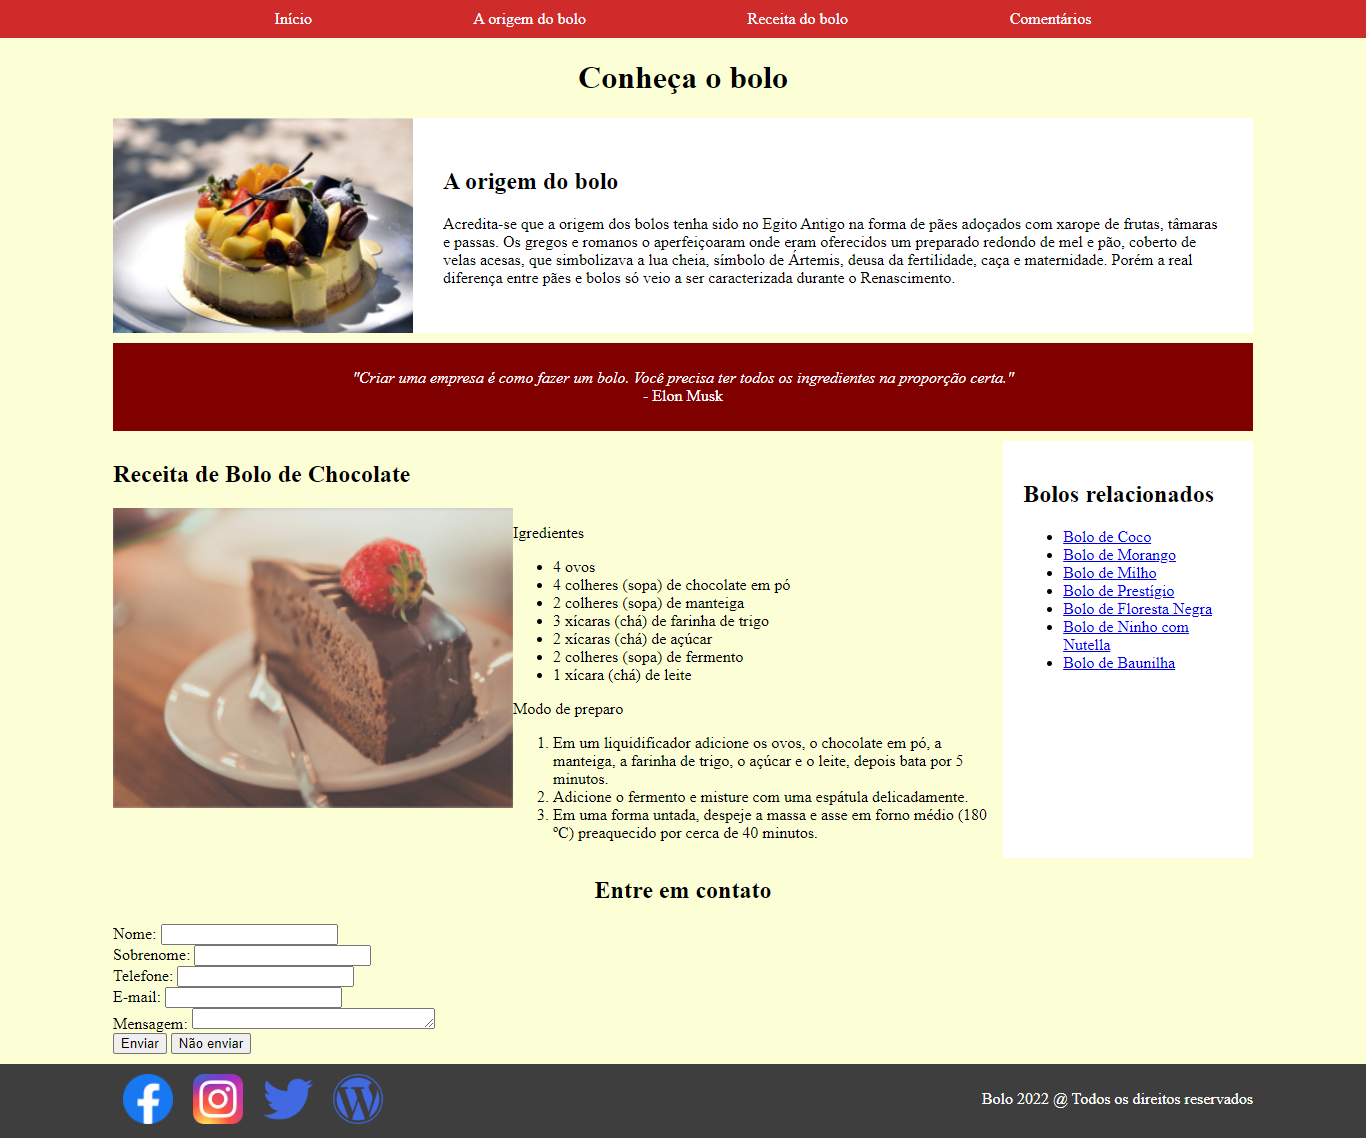 Início
A origem do bolo
Receita do bolo
Comentários
Conheça o bolo
A origem do bolo
Acredita-se que a origem dos bolos tenha sido no Egito Antigo na forma de pães adoçados com xarope de frutas, tâmaras
e passas. Os gregos e romanos o aperfeiçoaram onde eram oferecidos um preparado redondo de mel e pão, coberto de
velas acesas, que simbolizava a lua cheia, símbolo de Ártemis, deusa da fertilidade, caça e maternidade. Porém a real
diferença entre pães e bolos só veio a ser caracterizada durante o Renascimento.
"Criar uma empresa é como fazer um bolo. Você precisa ter todos os ingredientes na proporção certa."
- Elon Musk
Receita de Bolo de Chocolate
Igredientes
• 4 ovos
• 4 colheres (sopa) de chocolate em pó
• 2 colheres (sopa) de manteiga
• 3 xícaras (chá) de farinha de trigo
• 2 xícaras (chá) de açúcar
• 2 colheres (sopa) de fermento
• 1 xícara (chá) de leite
Modo de preparo
1. Em um liquidificador adicione os ovos, o chocolate em pó, a
manteiga, a farinha de trigo, o açúcar e o leite, depois bata por 5
minutos.
2. Adicione o fermento e misture com uma espátula delicadamente.
3. Em uma forma untada, despeje a massa e asse em forno médio (180
ºC) preaquecido por cerca de 40 minutos.
Bolos relacionados
• Bolo de Coco
• Bolo de Morango
• Bolo de Milho
• Bolo de Prestígio
• Bolo de Floresta Negra
• Bolo de Ninho com
Nutella
• Bolo de Baunilha
Entre em contato
Nome:
Sobrenome:
Telefone:
E-mail:
Mensagem:
Enviar Não enviar
Bolo 2022 @ Todos os direitos reservados